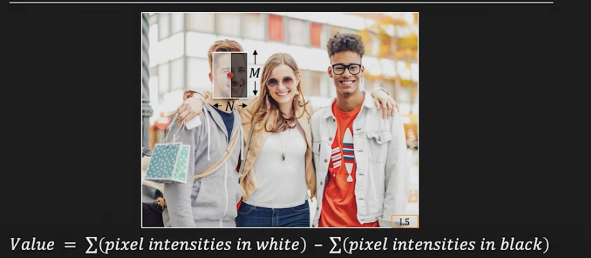 M
N
1.5
Value = ∑(pixel intensities in white) − ∑(pixel intensities in black)